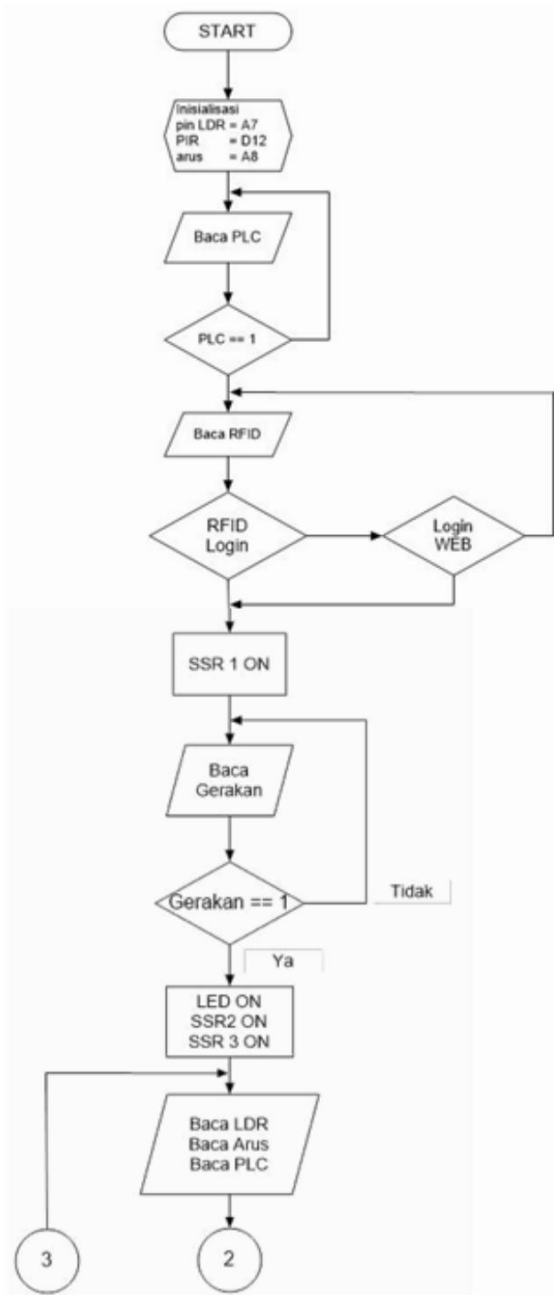 START
Inisialisasi
pin LDR = A7
PIR = D12
arus = A8
Baca PLC
PLC == 1
Baca RFID
RFID
Login
Login
WEB
SSR 1 ON
Baca
Gerakan
Gerakan == 1
Tidak
Ya
LED ON
SSR2 ON
SSR 3 ON
Baca LDR
Baca Arus
Baca PLC
3
2